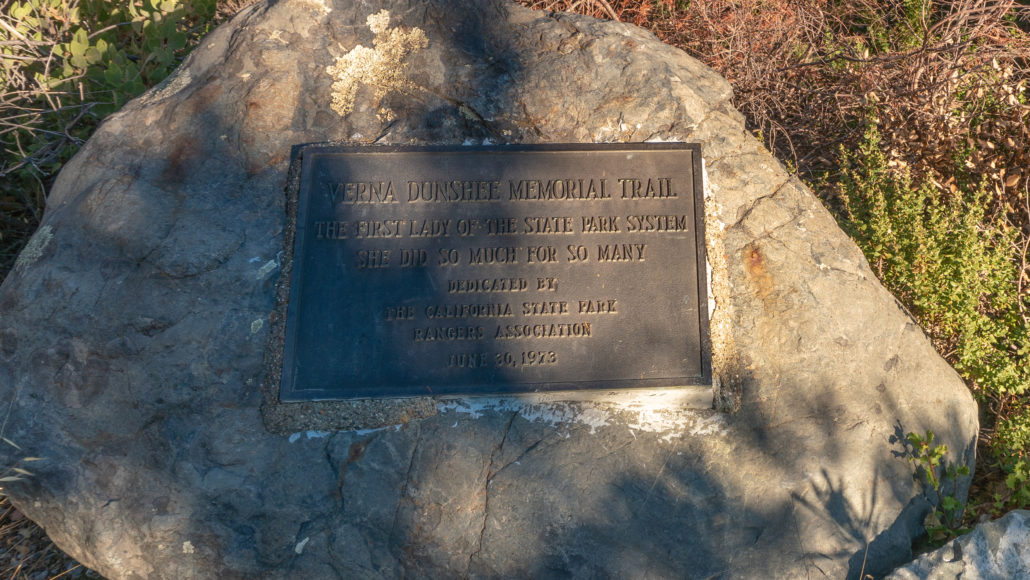 VERNA DUNSHEE MEMORIAL TRAIL
THE FIRST LADY OF THE STATE PARK SYSTEM
SHE DID SO MUCH FOR SO MANY
DEDICATED BY
THE CALIFORNIA STATE PARK
RANGERS ASSOCIATION
JUNE 30, 1973